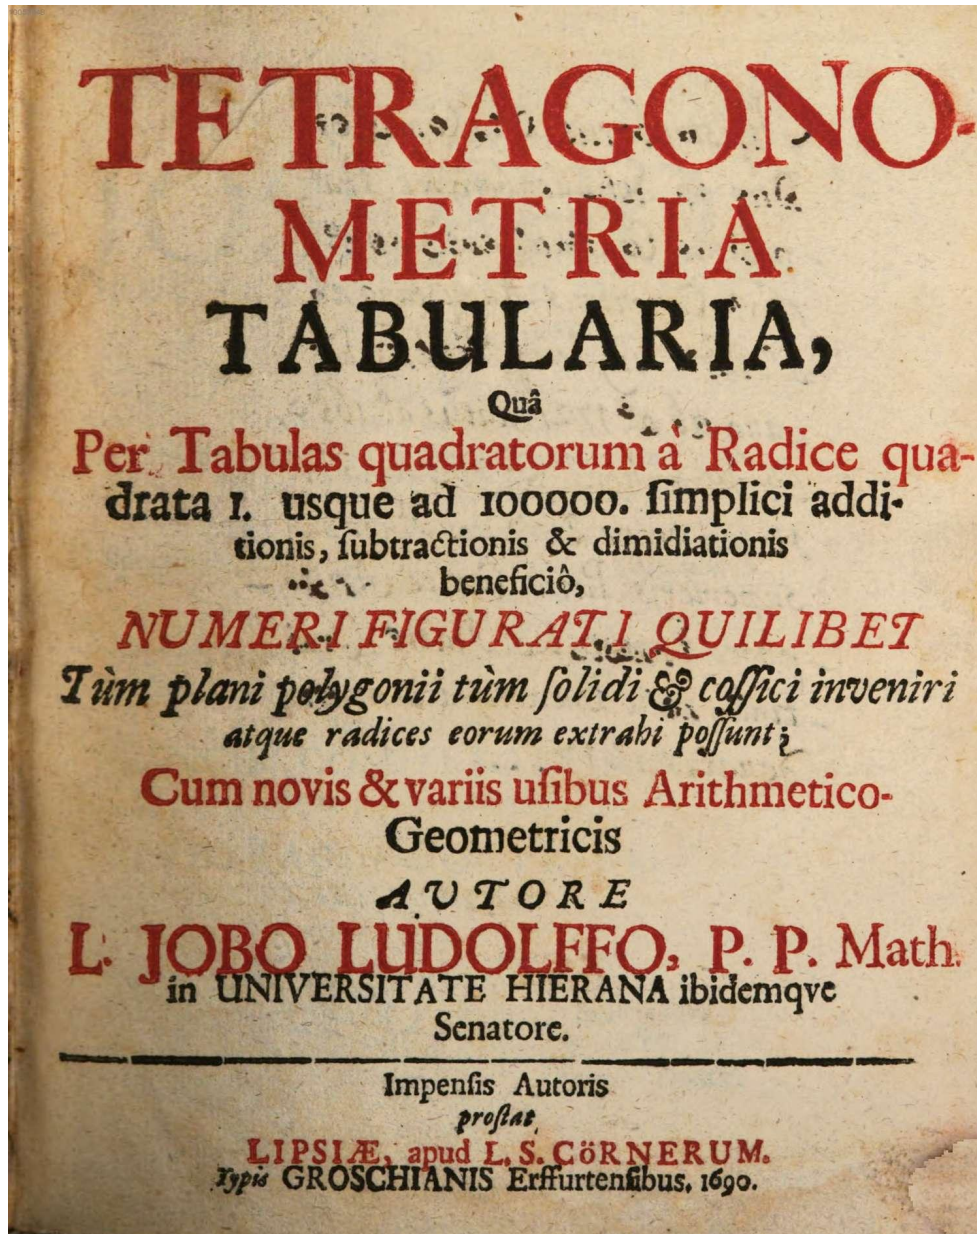 TETRAGONO-
METRIA
TABULARIA,
Quâ
Per Tabulas quadratorum à Radice qua-
drata 1. usque ad 100000. ſimplici addi-
tionis, ſubtractionis & dimidiationis
beneficiô,
NUMERI FIGURATI QUILIBET
Tùm plani polygonii tùm ſolidi & coſſici inveniri
atque radices eorum extrahi poſſunt;
Cum novis & variis uſibus Arithmetico-
Geometricis
AVTORE
L. JOBO LUDOLFFO, P. P. Math.
in UNIVERSITATE HIERANA ibidemqve
Senatore.
Impenſis Autoris
proſtat
LIPSIÆ, apud L. S. CöRNERUM.
Typis GROSCHIANIS Erffurtenſibus, 1690.